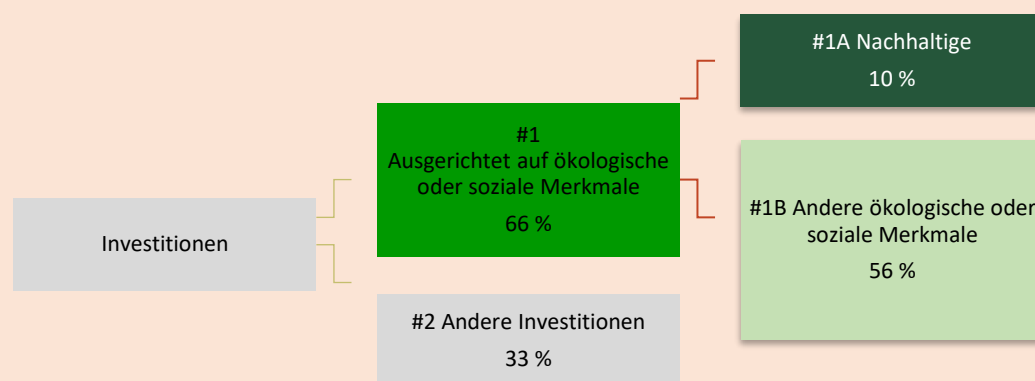 Investitionen
#1
Ausgerichtet auf ökologische
oder soziale Merkmale
66 %
#2 Andere Investitionen
33 %
#1A Nachhaltige
10 %
#1B Andere ökologische oder
soziale Merkmale
56 %